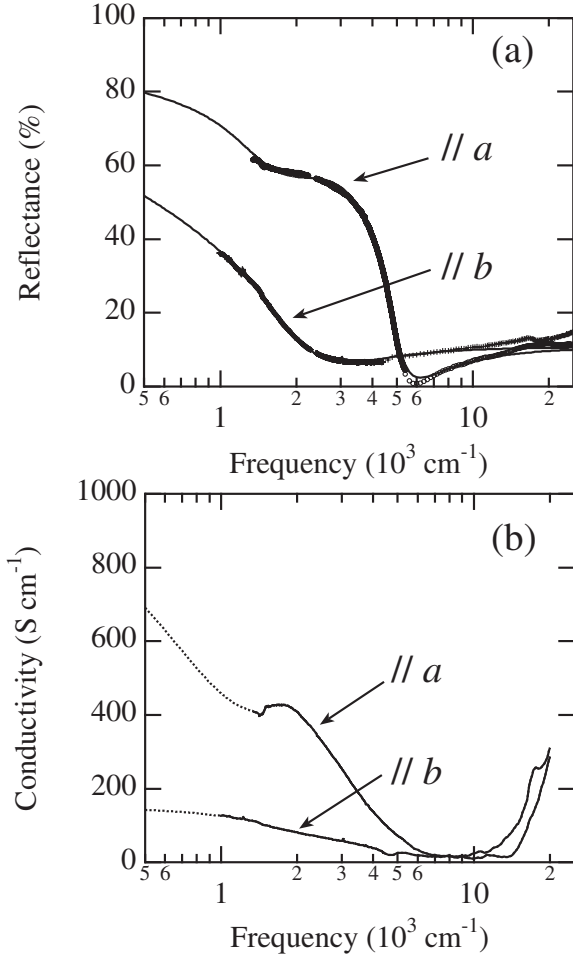 100
(a)
80
// a
60
Reflectance (%)
40
// b
20
0
5 6 2 3 4 5 6 2
1 10
Frequency (10³ cm⁻¹)
1000
(b)
800
Conductivity (S cm⁻¹)
600
// a
400
// b
200
0
5 6 2 3 4 5 6 2
1 10
Frequency (10³ cm⁻¹)